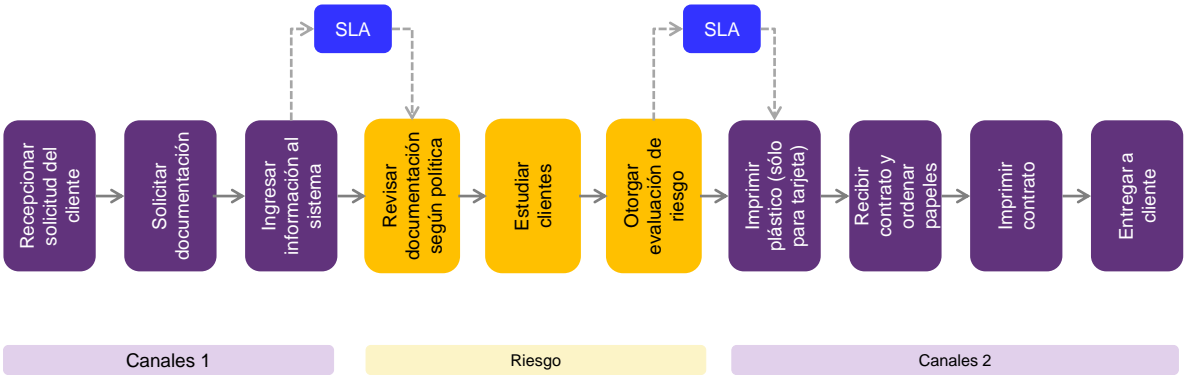 SLA
SLA
Recepcionar
solicitud del
cliente
Solicitar
documentación
Ingresar
información al
sistema
Revisar
documentación
según política
Estudiar
clientes
Otorgar
evaluación de
riesgo
Imprimir
plástico (sólo
para tarjeta)
Recibir
contrato y
ordenar
papeles
Imprimir
contrato
Entregar a
cliente
Canales 1
Riesgo
Canales 2